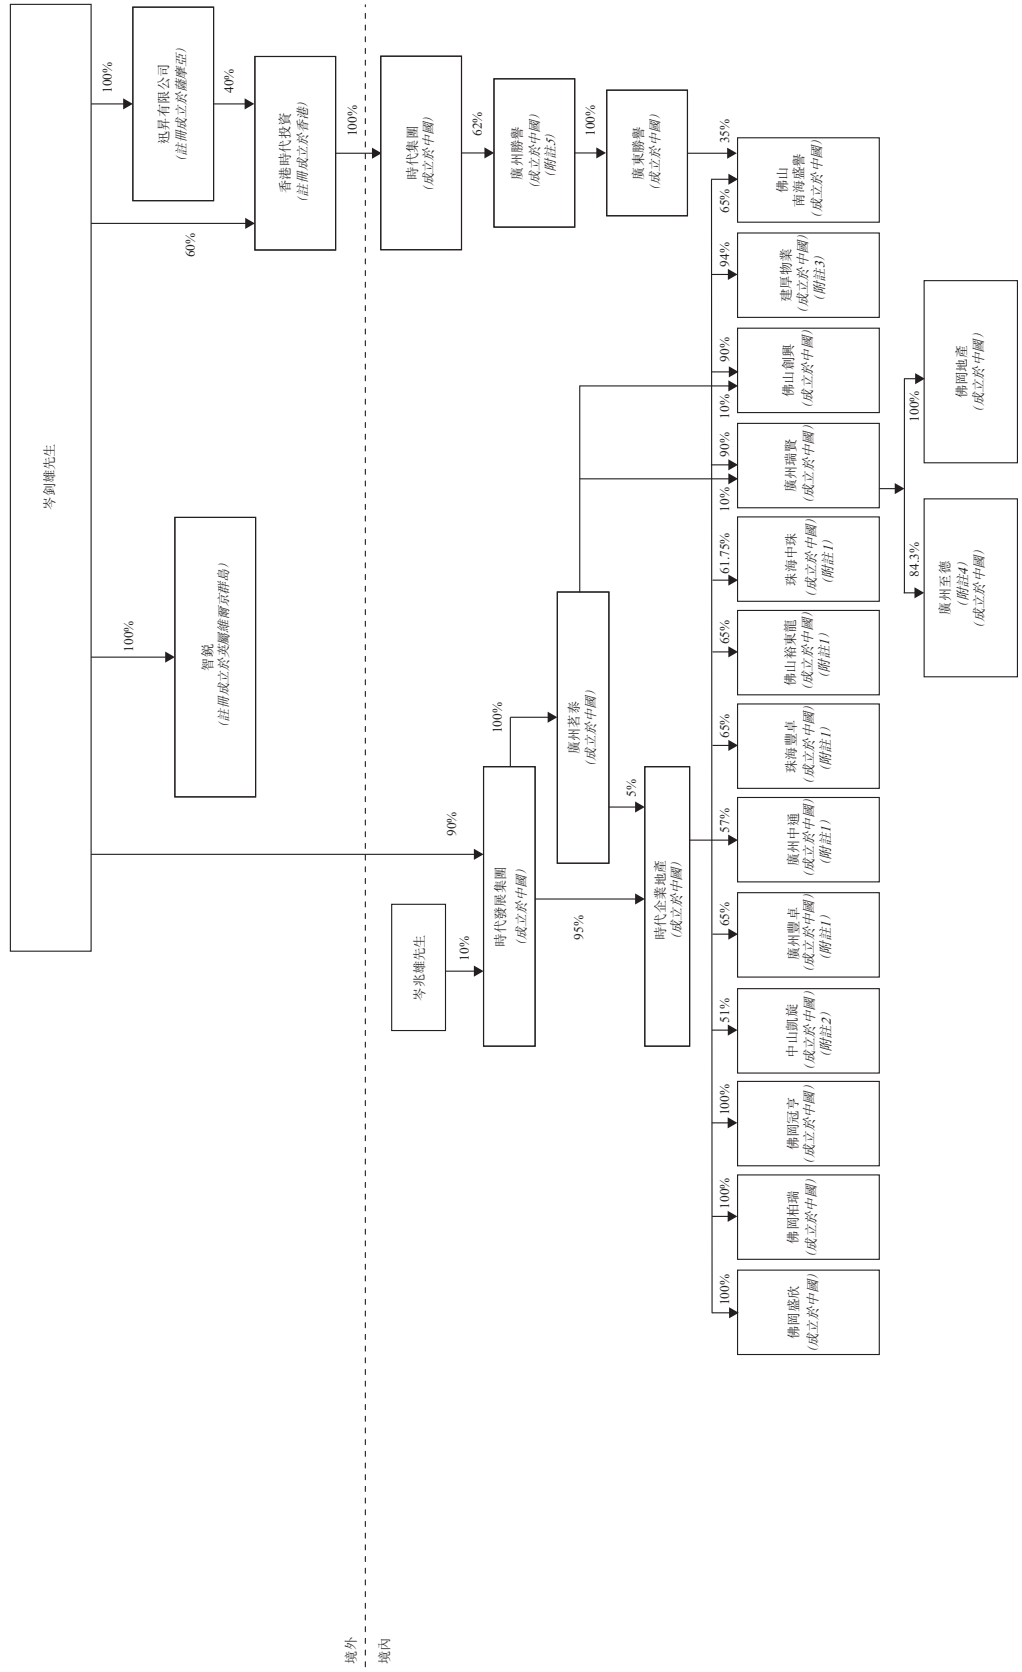 岑釗雄先生
100%
迅昇有限公司
(註冊成立於薩摩亞)
40%
60%
香港時代投資
(註冊成立於香港)
100%
智銳
(註冊成立於英屬維爾京群島)
境外
境內
100%
時代集團
(成立於中國)
62%
廣州勝譽
(成立於中國)
(附註5)
100%
廣東勝譽
(成立於中國)
35%
岑兆雄先生
10%
90%
時代發展集團
(成立於中國)
100%
廣州茗泰
(成立於中國)
95%
5%
時代企業地產
(成立於中國)
100%
佛岡盛欣
(成立於中國)
100%
佛岡柏瑞
(成立於中國)
100%
佛岡冠亨
(成立於中國)
51%
中山凱旋
(成立於中國)
(附註2)
65%
廣州豐卓
(成立於中國)
(附註1)
57%
廣州中通
(成立於中國)
(附註1)
65%
珠海豐卓
(成立於中國)
(附註1)
65%
佛山裕東龍
(成立於中國)
(附註1)
61.75%
珠海中珠
(成立於中國)
(附註1)
10%
90%
廣州瑞賢
(成立於中國)
10%
90%
佛山創興
(成立於中國)
94%
建厚物業
(成立於中國)
(附註3)
65%
佛山
南海盛譽
(成立於中國)
84.3%
廣州至德
(附註4)
(成立於中國)
100%
佛岡地產
(成立於中國)